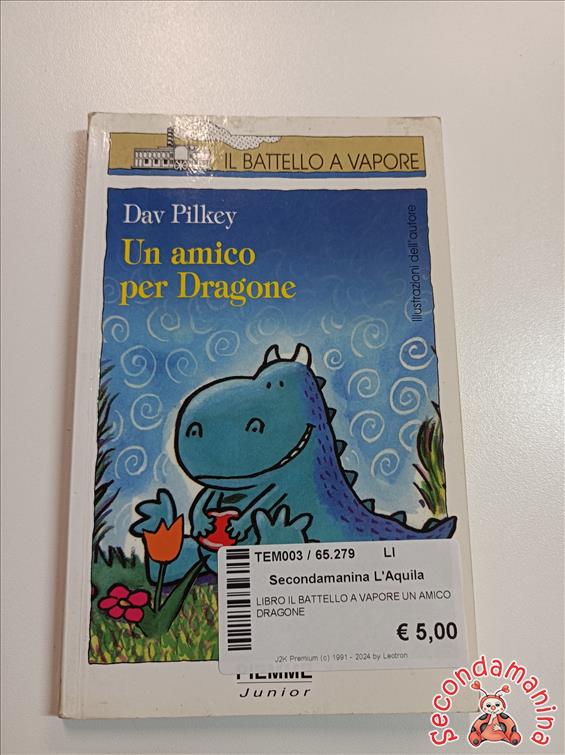 IL BATTELLO A VAPORE
Dav Pilkey
Un amico
per Dragone
Illustrazioni dell'autore
TEM003 / 65.279 LI
Secondamanina L'Aquila
LIBRO IL BATTELLO A VAPORE UN AMICO
DRAGONE
€ 5,00
J2K Premium (c) 1991 - 2024 by Leotron
PIEMME
Junior
Secondamanina